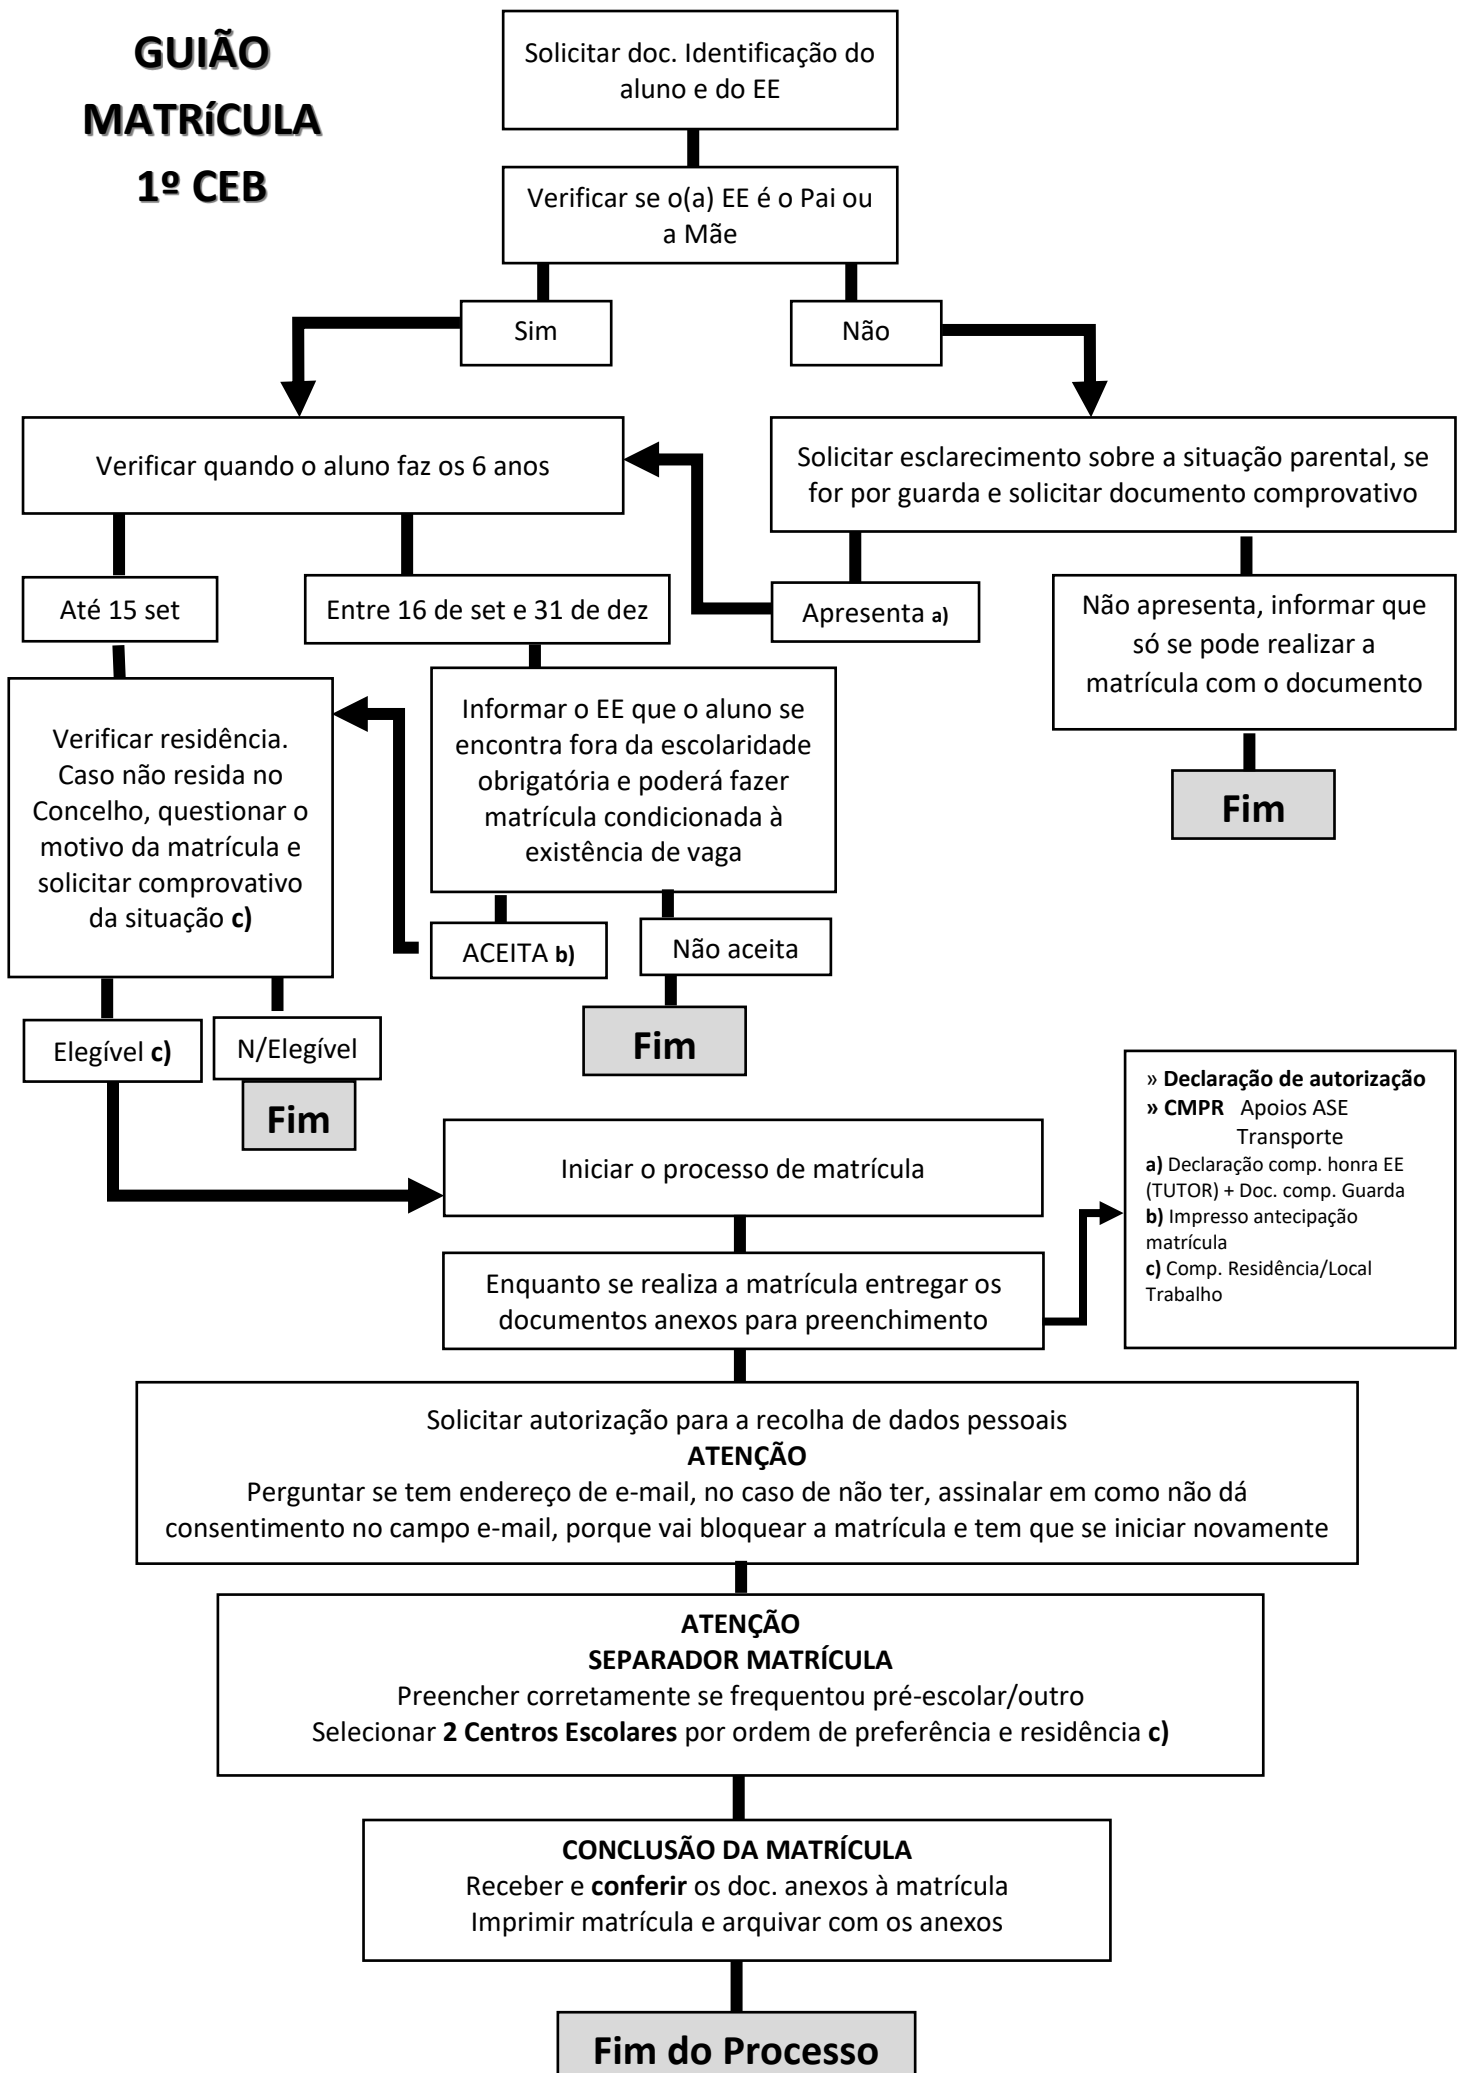 GUIÃO
MATRíCULA
1º CEB
Solicitar doc. Identificação do
aluno e do EE
Verificar se o(a) EE é o Pai ou
a Mãe
Sim
Não
Verificar quando o aluno faz os 6 anos
Solicitar esclarecimento sobre a situação parental, se
for por guarda e solicitar documento comprovativo
Até 15 set
Entre 16 de set e 31 de dez
Apresenta a)
Não apresenta, informar que
só se pode realizar a
matrícula com o documento
Fim
Verificar residência.
Caso não resida no
Concelho, questionar o
motivo da matrícula e
solicitar comprovativo
da situação c)
Informar o EE que o aluno se
encontra fora da escolaridade
obrigatória e poderá fazer
matrícula condicionada à
existência de vaga
ACEITA b)
Não aceita
Fim
Elegível c)
N/Elegível
Fim
» Declaração de autorização
» CMPR Apoios ASE
Transporte
a) Declaração comp. honra EE
(TUTOR) + Doc. comp. Guarda
b) Impresso antecipação
matrícula
c) Comp. Residência/Local
Trabalho
Iniciar o processo de matrícula
Enquanto se realiza a matrícula entregar os
documentos anexos para preenchimento
Solicitar autorização para a recolha de dados pessoais
ATENÇÃO
Perguntar se tem endereço de e-mail, no caso de não ter, assinalar em como não dá
consentimento no campo e-mail, porque vai bloquear a matrícula e tem que se iniciar novamente
ATENÇÃO
SEPARADOR MATRÍCULA
Preencher corretamente se frequentou pré-escolar/outro
Selecionar 2 Centros Escolares por ordem de preferência e residência c)
CONCLUSÃO DA MATRÍCULA
Receber e conferir os doc. anexos à matrícula
Imprimir matrícula e arquivar com os anexos
Fim do Processo